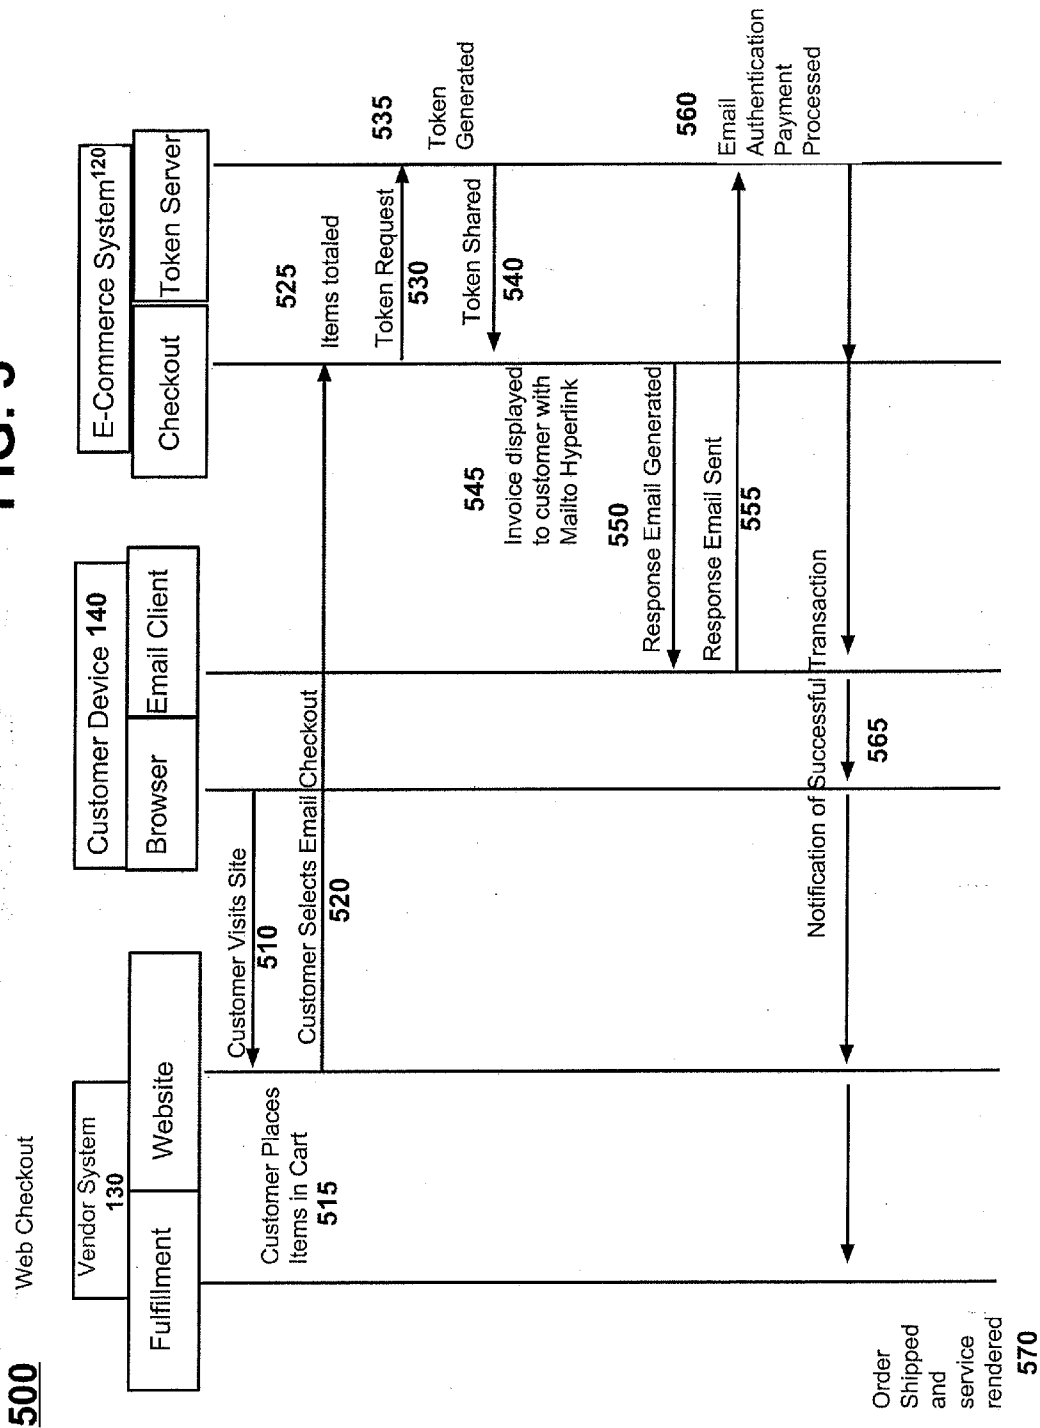 500
Web Checkout
Vendor System
130
Fulfillment
Website
Customer Device 140
Browser
Email Client
E-Commerce System120
Checkout
Token Server
Customer Visits Site
510
Customer Places
Items in Cart
515
Customer Selects Email Checkout
520
525
Items totaled
Token Request
530
535
Token
Generated
Token Shared
540
545
Invoice displayed
to customer with
Mailto Hyperlink
550
Response Email Generated
Response Email Sent
555
560
Email
Authentication
Payment
Processed
Notification of Successful Transaction
565
Order
Shipped
and
service
rendered
570